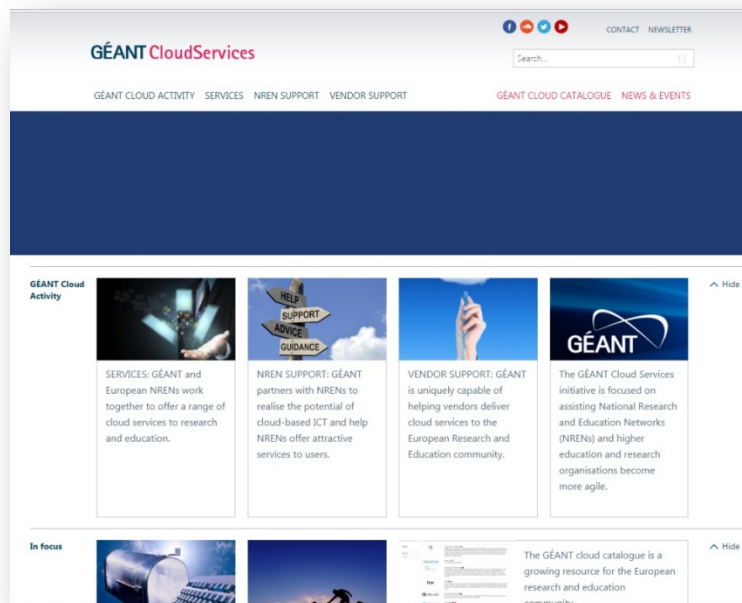 CONTACT NEWSLETTER
GÉANT CloudServices
Search...
GÉANT CLOUD ACTIVITY SERVICES NREN SUPPORT VENDOR SUPPORT GÉANT CLOUD CATALOGUE NEWS & EVENTS
GÉANT Cloud
Activity
Hide
HELP
SUPPORT
ADVICE
GUIDANCE
GÉANT
SERVICES: GÉANT and
European NRENs work
together to offer a range of
cloud services to research
and education.
NREN SUPPORT: GÉANT
partners with NRENs to
realise the potential of
cloud-based ICT and help
NRENs offer attractive
services to users.
VENDOR SUPPORT: GÉANT
is uniquely capable of
helping vendors deliver
cloud services to the
European Research and
Education community.
The GÉANT Cloud Services
initiative is focused on
assisting National Research
and Education Networks
(NRENs) and higher
education and research
organisations become
more agile.
In focus
Hide
The GÉANT cloud catalogue is a
growing resource for the European
research and education
community